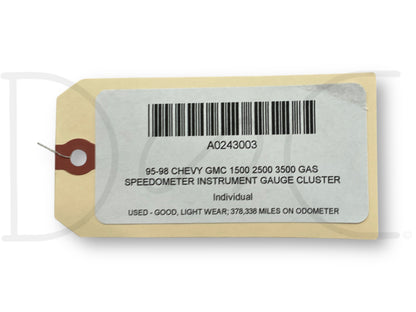 A0243003
95-98 CHEVY GMC 1500 2500 3500 GAS
SPEEDOMETER INSTRUMENT GAUGE CLUSTER
Individual
USED - GOOD, LIGHT WEAR; 378,338 MILES ON ODOMETER